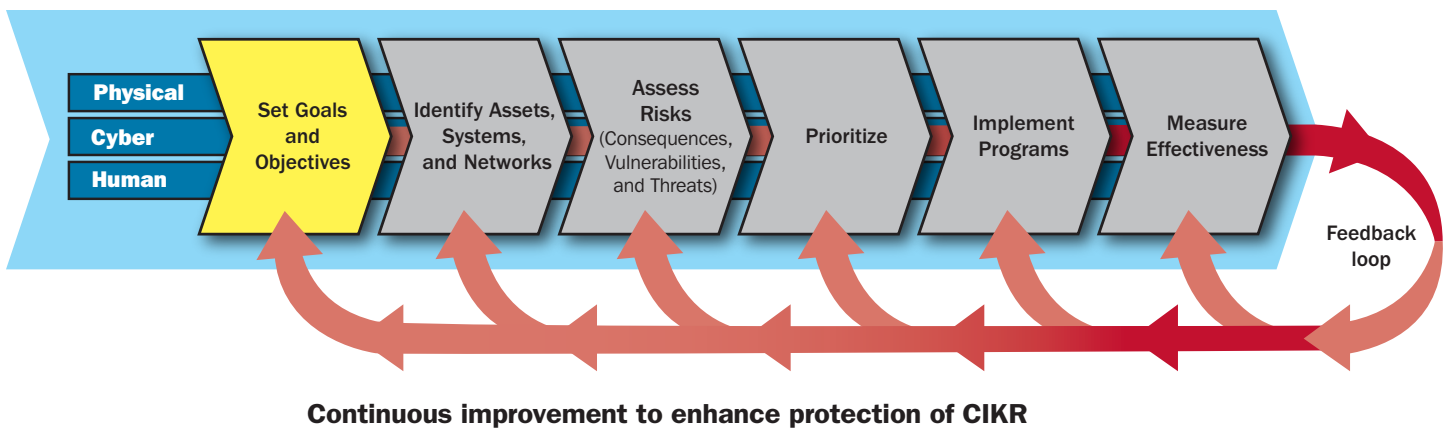 Physical
Cyber
Human
Set Goals
and
Objectives
Identify Assets,
Systems,
and Networks
Assess
Risks
(Consequences,
Vulnerabilities,
and Threats)
Prioritize
Implement
Programs
Measure
Effectiveness
Feedback
loop
Continuous improvement to enhance protection of CIKR